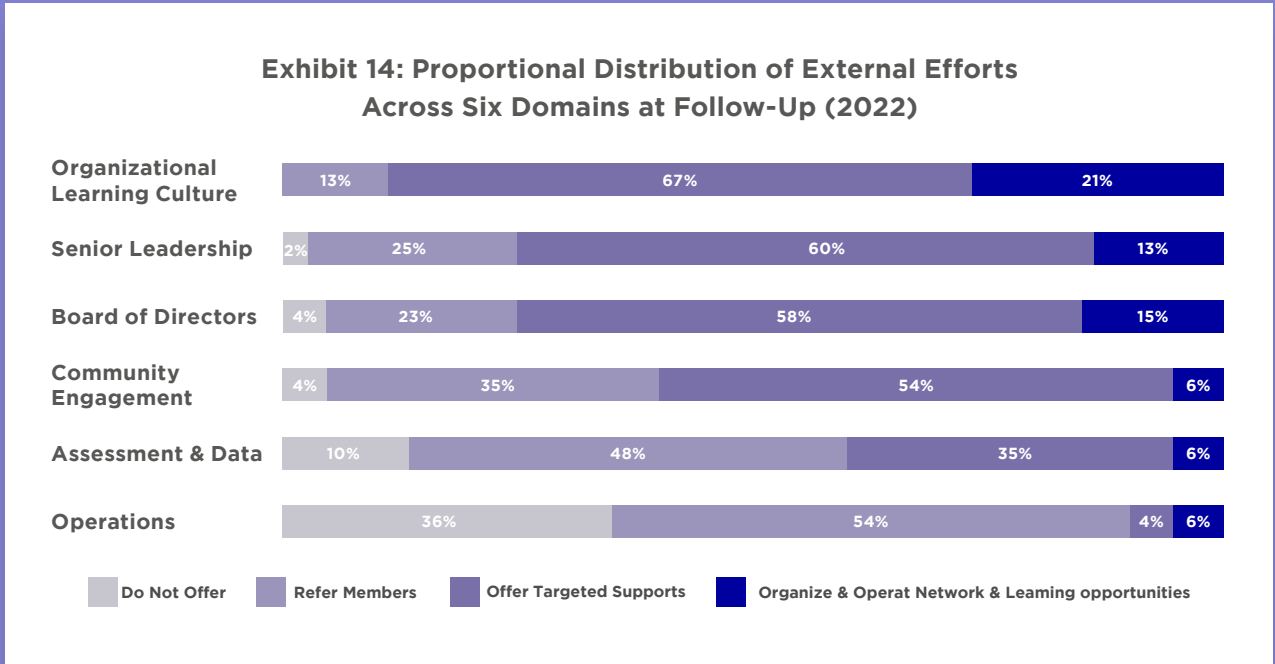 Exhibit 14: Proportional Distribution of External Efforts
Across Six Domains at Follow-Up (2022)
Organizational
Learning Culture
13% 67% 21%
Senior Leadership 2% 25% 60% 13%
Board of Directors 4% 23% 58% 15%
Community
Engagement
4% 35% 54% 6%
Assessment & Data 10% 48% 35% 6%
Operations 36% 54% 4% 6%
Do Not Offer Refer Members Offer Targeted Supports Organize & Operat Network & Leaming opportunities